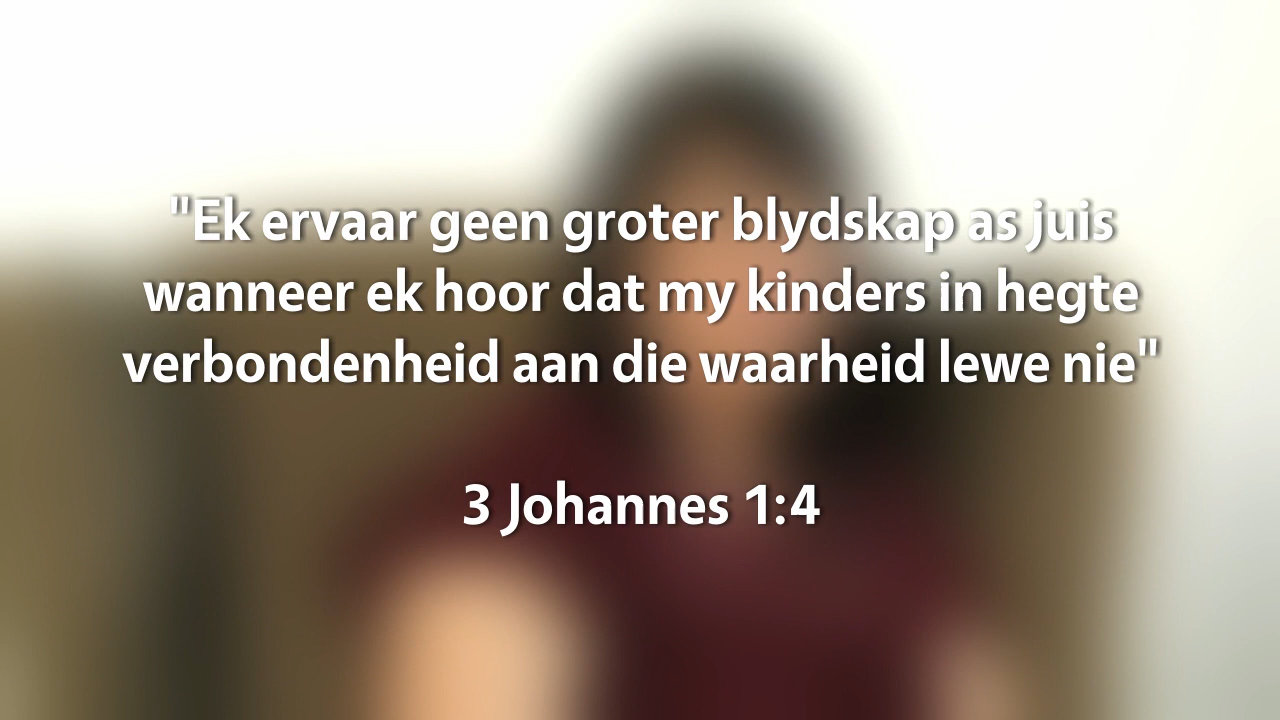 "Ek ervaar geen groter blydskap as juis
wanneer ek hoor dat my kinders in hegte
verbondenheid aan die waarheid lewe nie"
3 Johannes 1:4